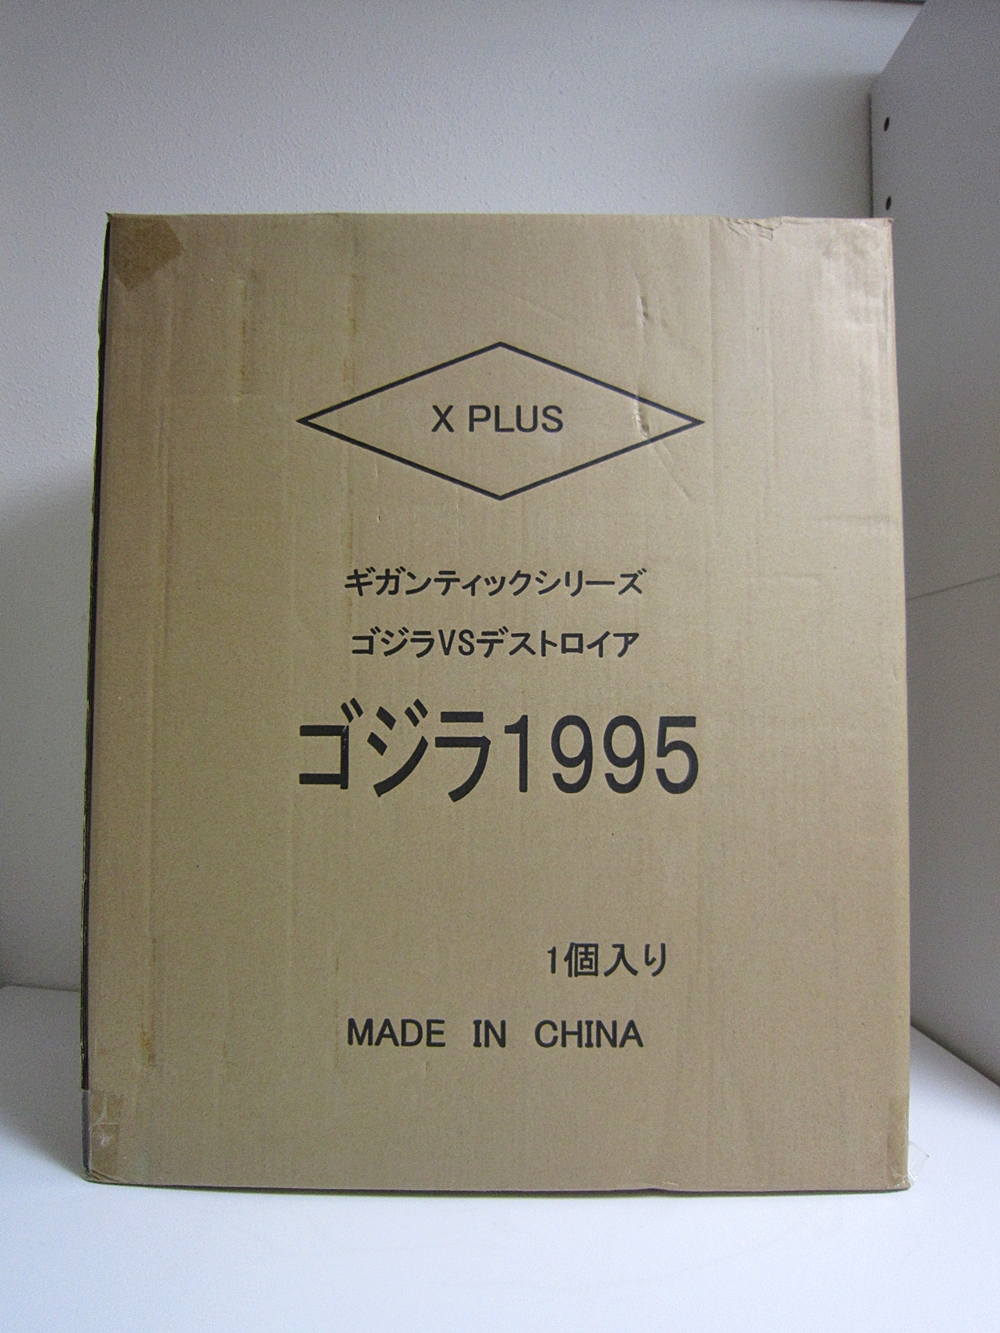 X PLUS
ギガンティックシリーズ
ゴジラVSデストロイア
ゴジラ1995
1個入り
MADE IN CHINA